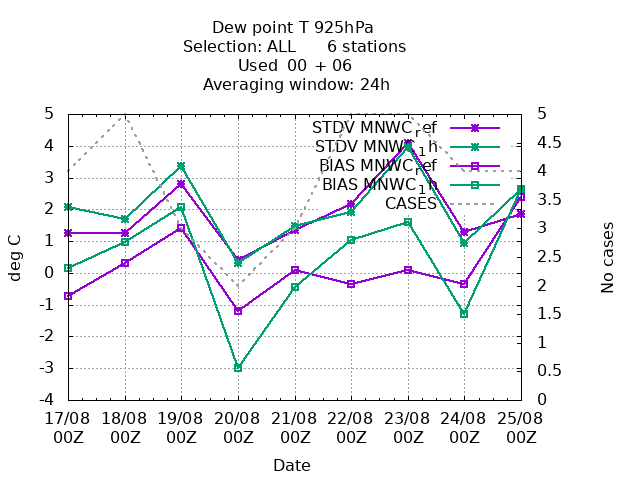 Dew point T 925hPa
Selection: ALL 6 stations
Used 00 + 06
Averaging window: 24h
STDV MNWC_ref
STDV MNWC_1h
BIAS MNWC_ref
BIAS MNWC_1h
CASES
5
4
3
2
1
0
-1
-2
-3
-4
deg C
5
4.5
4
3.5
3
2.5
2
1.5
1
0.5
0
No cases
17/08 18/08 19/08 20/08 21/08 22/08 23/08 24/08 25/08
00Z 00Z 00Z 00Z 00Z 00Z 00Z 00Z 00Z
Date